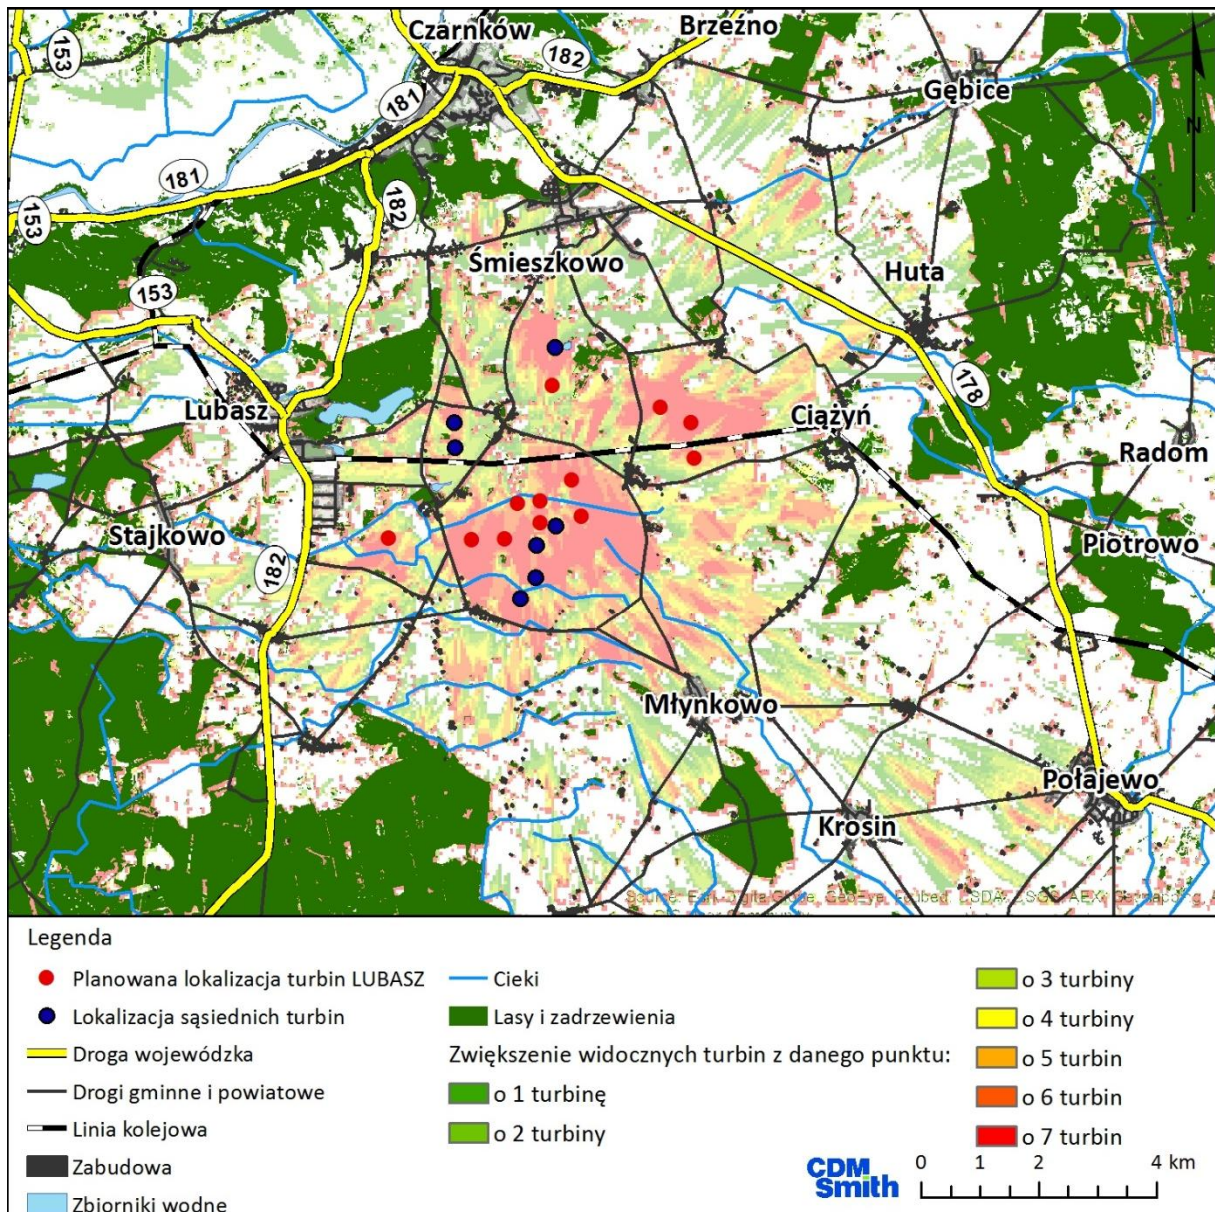 Czarnków
Brzeźno
182
153
181
Gębice
N
181
182
153
Śmieszkowo
Huta
153
178
Lubasz
Ciążyń
Radom
Stajkowo
Piotrowo
182
Młynkowo
Połajewo
Krosin
Legenda
Planowana lokalizacja turbin LUBASZ
Lokalizacja sąsiednich turbin
Droga wojewódzka
Drogi gminne i powiatowe
Linia kolejowa
Zabudowa
Zbiorniki wodne
Cieki
Lasy i zadrzewienia
Zwiększenie widocznych turbin z danego punktu:
o 1 turbinę
o 2 turbiny
o 3 turbiny
o 4 turbiny
o 5 turbin
o 6 turbin
o 7 turbin
CDM
Smith
0 1 2 4 km